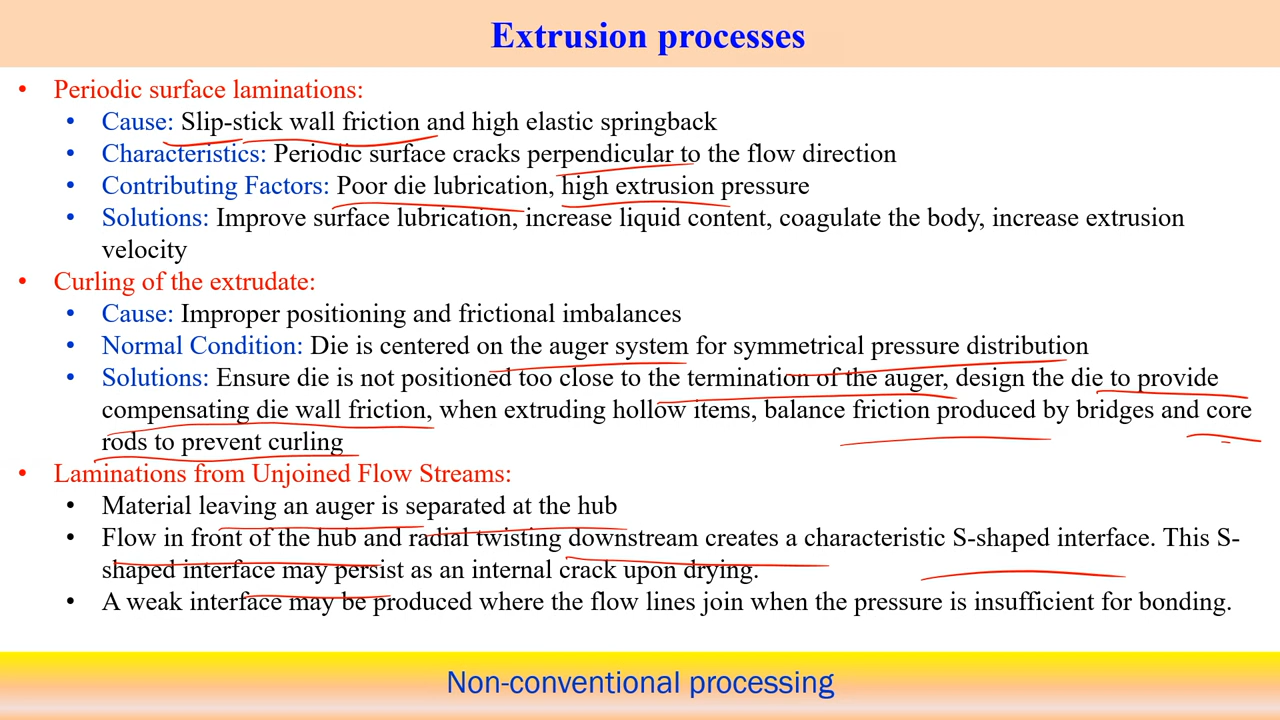 Extrusion processes
• Periodic surface laminations:
• Cause: Slip-stick wall friction and high elastic springback
• Characteristics: Periodic surface cracks perpendicular to the flow direction
• Contributing Factors: Poor die lubrication, high extrusion pressure
• Solutions: Improve surface lubrication, increase liquid content, coagulate the body, increase extrusion
velocity
• Curling of the extrudate:
• Cause: Improper positioning and frictional imbalances
• Normal Condition: Die is centered on the auger system for symmetrical pressure distribution
• Solutions: Ensure die is not positioned too close to the termination of the auger, design the die to provide
compensating die wall friction, when extruding hollow items, balance friction produced by bridges and core
rods to prevent curling
• Laminations from Unjoined Flow Streams:
• Material leaving an auger is separated at the hub
• Flow in front of the hub and radial twisting downstream creates a characteristic S-shaped interface. This S-
shaped interface may persist as an internal crack upon drying.
• A weak interface may be produced where the flow lines join when the pressure is insufficient for bonding.
Non-conventional processing